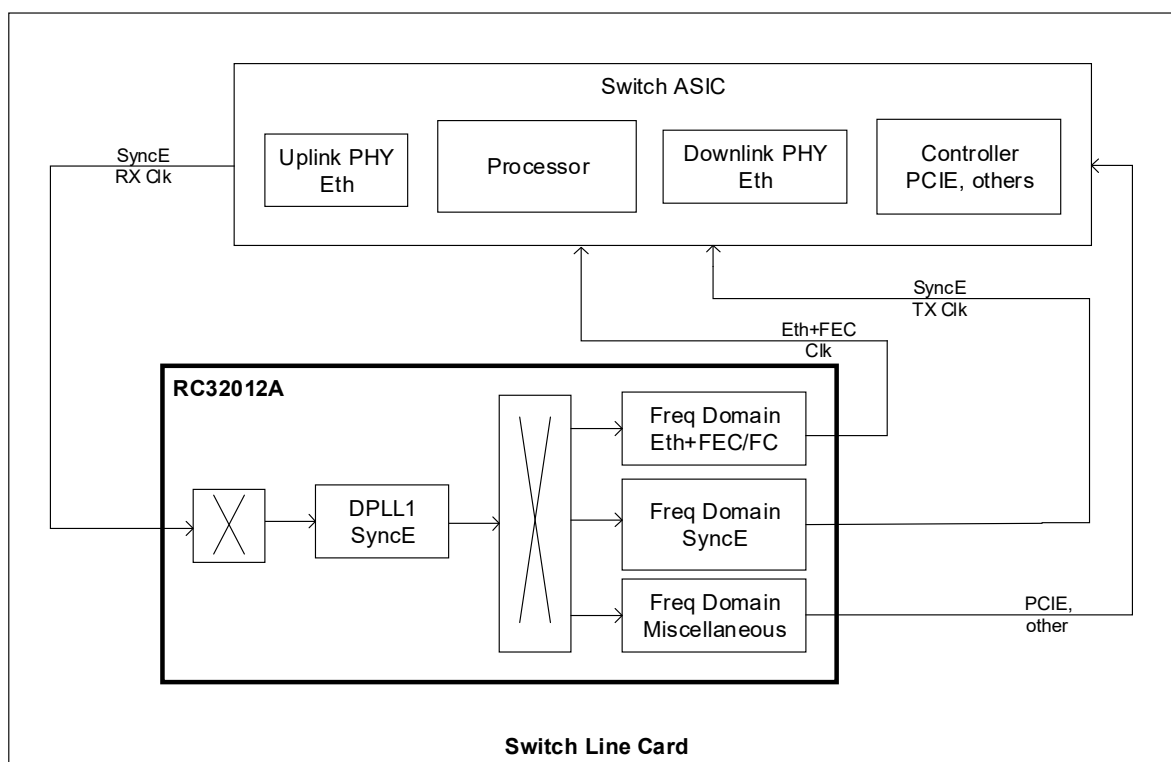 Switch ASIC
Uplink PHY
Eth
Processor
Downlink PHY
Eth
Controller
PCIE, others
SyncE
RX Clk
SyncE
TX Clk
Eth+FEC
Clk
RC32012A
Freq Domain
Eth+FEC/FC
DPLL1
SyncE
Freq Domain
SyncE
Freq Domain
Miscellaneous
PCIE,
other
Switch Line Card